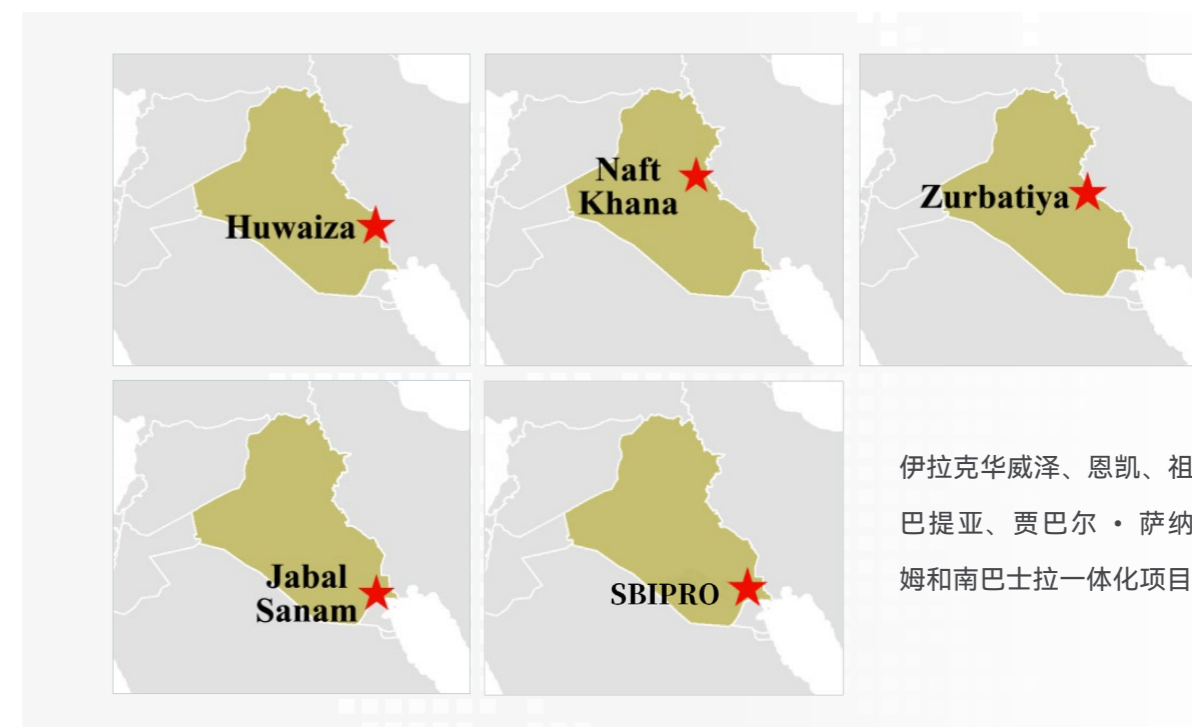 Huwaiza
Naft
Khana
Zurbatiya
Jabal
Sanam
SBIPRO
伊拉克华威泽、恩凯、祖
巴提亚、贾巴尔 • 萨纳
姆和南巴士拉一体化项目